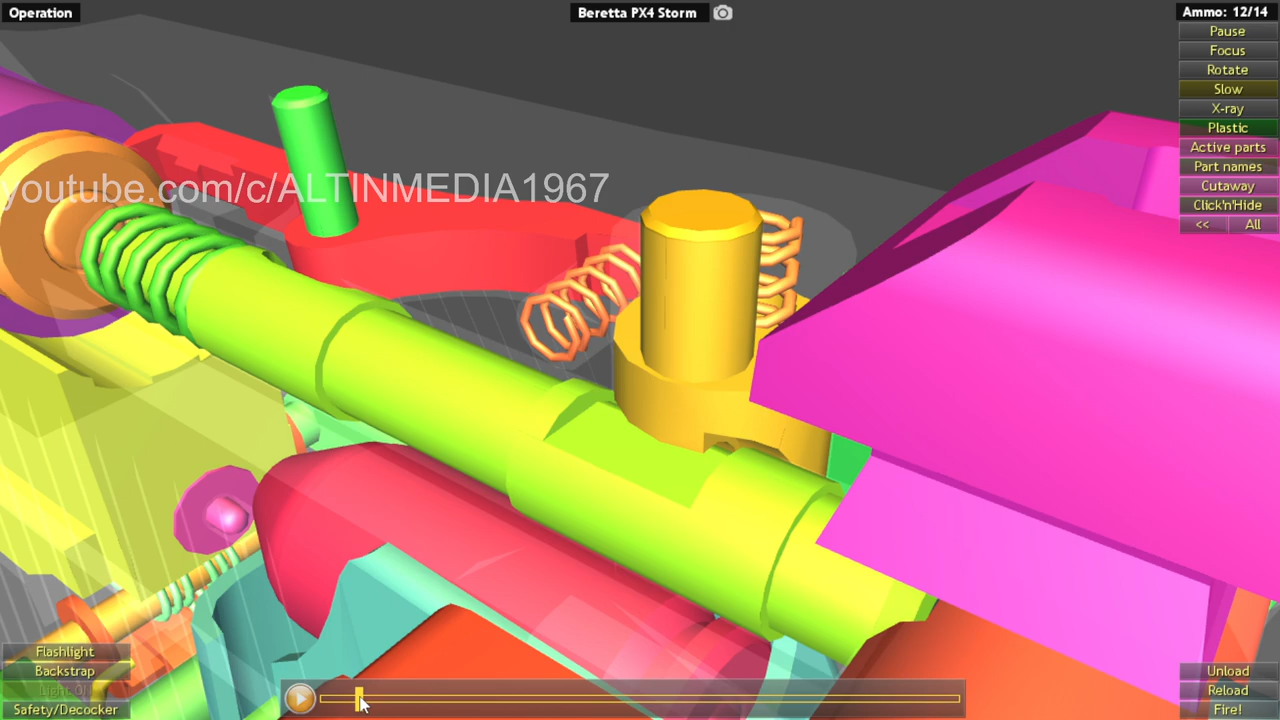 Operation
Beretta PX4 Storm
Ammo: 12/14
Pause
Focus
Rotate
Slow
X-ray
Plastic
Active parts
Part names
Cutaway
Click'n'Hide
<< All
youtube.com/c/ALTINMEDIA1967
Flashlight
Backstrap
Safety/Decocker
Unload
Reload
Fire!